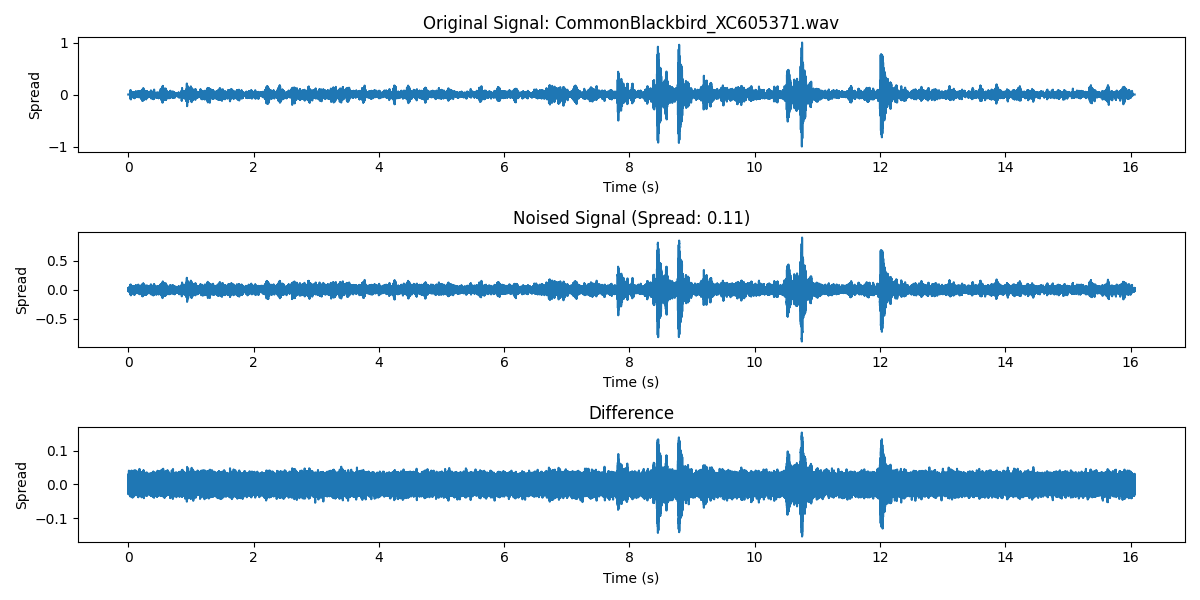 Original Signal: CommonBlackbird_XC605371.wav
1
0
−1
Spread
0 2 4 6 8 10 12 14 16
Time (s)
Noised Signal (Spread: 0.11)
0.5
0.0
−0.5
Spread
0 2 4 6 8 10 12 14 16
Time (s)
Difference
0.1
0.0
−0.1
Spread
0 2 4 6 8 10 12 14 16
Time (s)